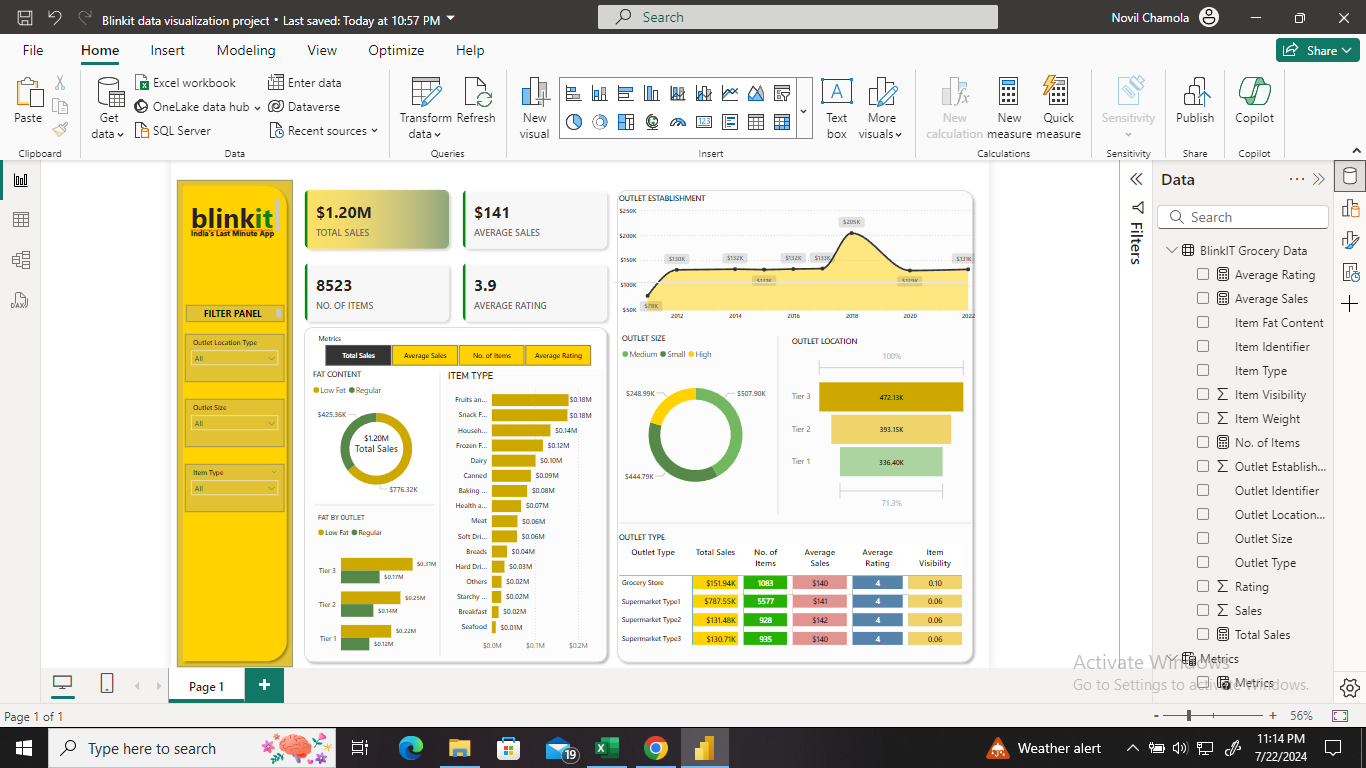 Blinkit data visualization project • Last saved: Today at 10:57 PM
Search
Novil Chamola
File Home Insert Modeling View Optimize Help
Share
Paste
Get data
Excel workbook
OneLake data hub
SQL Server
Enter data
Dataverse
Recent sources
Transform data
Refresh
New visual
Text box
More visuals
New calculation
New measure
Quick measure
Sensitivity
Publish
Copilot
Clipboard
Data
Queries
Insert
Calculations
Sensitivity
Share
Copilot
blinkit
India's Last Minute App
FILTER PANEL
Outlet Location Type
All
Outlet Size
All
Item Type
All
$1.20M
TOTAL SALES
$141
AVERAGE SALES
8523
NO. OF ITEMS
3.9
AVERAGE RATING
Metrics
Total Sales
Average Sales
No. of Items
Average Rating
FAT CONTENT
Low Fat Regular
$425.36K
$1.20M
Total Sales
$776.32K
FAT BY OUTLET
Low Fat Regular
Tier 3
$0.31M
$0.17M
Tier 2
$0.25M
$0.14M
Tier 1
$0.22M
$0.12M
ITEM TYPE
Fruits an... $0.18M
Snack F... $0.18M
Househ... $0.14M
Frozen F... $0.12M
Dairy $0.10M
Canned $0.09M
Baking ... $0.08M
Health a... $0.07M
Meat $0.06M
Soft Dri... $0.06M
Breads $0.04M
Hard Dri... $0.03M
Others $0.02M
Starchy ... $0.02M
Breakfast $0.02M
Seafood $0.01M
$0.0M $0.1M $0.2M
OUTLET ESTABLISHMENT
$250K
$200K
$150K
$100K
$50K
$78K
$130K
$132K
$132K
$133K
$205K
$131K
2012 2014 2016 2018 2020 2022
OUTLET SIZE
Medium Small High
$248.99K
$507.90K
$444.79K
OUTLET LOCATION
100%
Tier 3 472.13K
Tier 2 393.15K
Tier 1 336.40K
71.3%
OUTLET TYPE
Outlet Type Total Sales No. of Items Average Sales Average Rating Item Visibility
Grocery Store $151.94K 1083 $140 4 0.10
Supermarket Type1 $787.55K 5577 $141 4 0.06
Supermarket Type2 $131.48K 928 $142 4 0.06
Supermarket Type3 $130.71K 935 $140 4 0.06
Filters
Data
Search
BlinkIT Grocery Data
Average Rating
Average Sales
Item Fat Content
Item Identifier
Item Type
Item Visibility
Item Weight
No. of Items
Outlet Establish...
Outlet Identifier
Outlet Location...
Outlet Size
Outlet Type
Rating
Sales
Total Sales
Metrics
Metrics
Activate Windows
Go to Settings to activate Windows.
Page 1
Page 1 of 1
56%
Type here to search
19
Weather alert
11:14 PM
7/22/2024